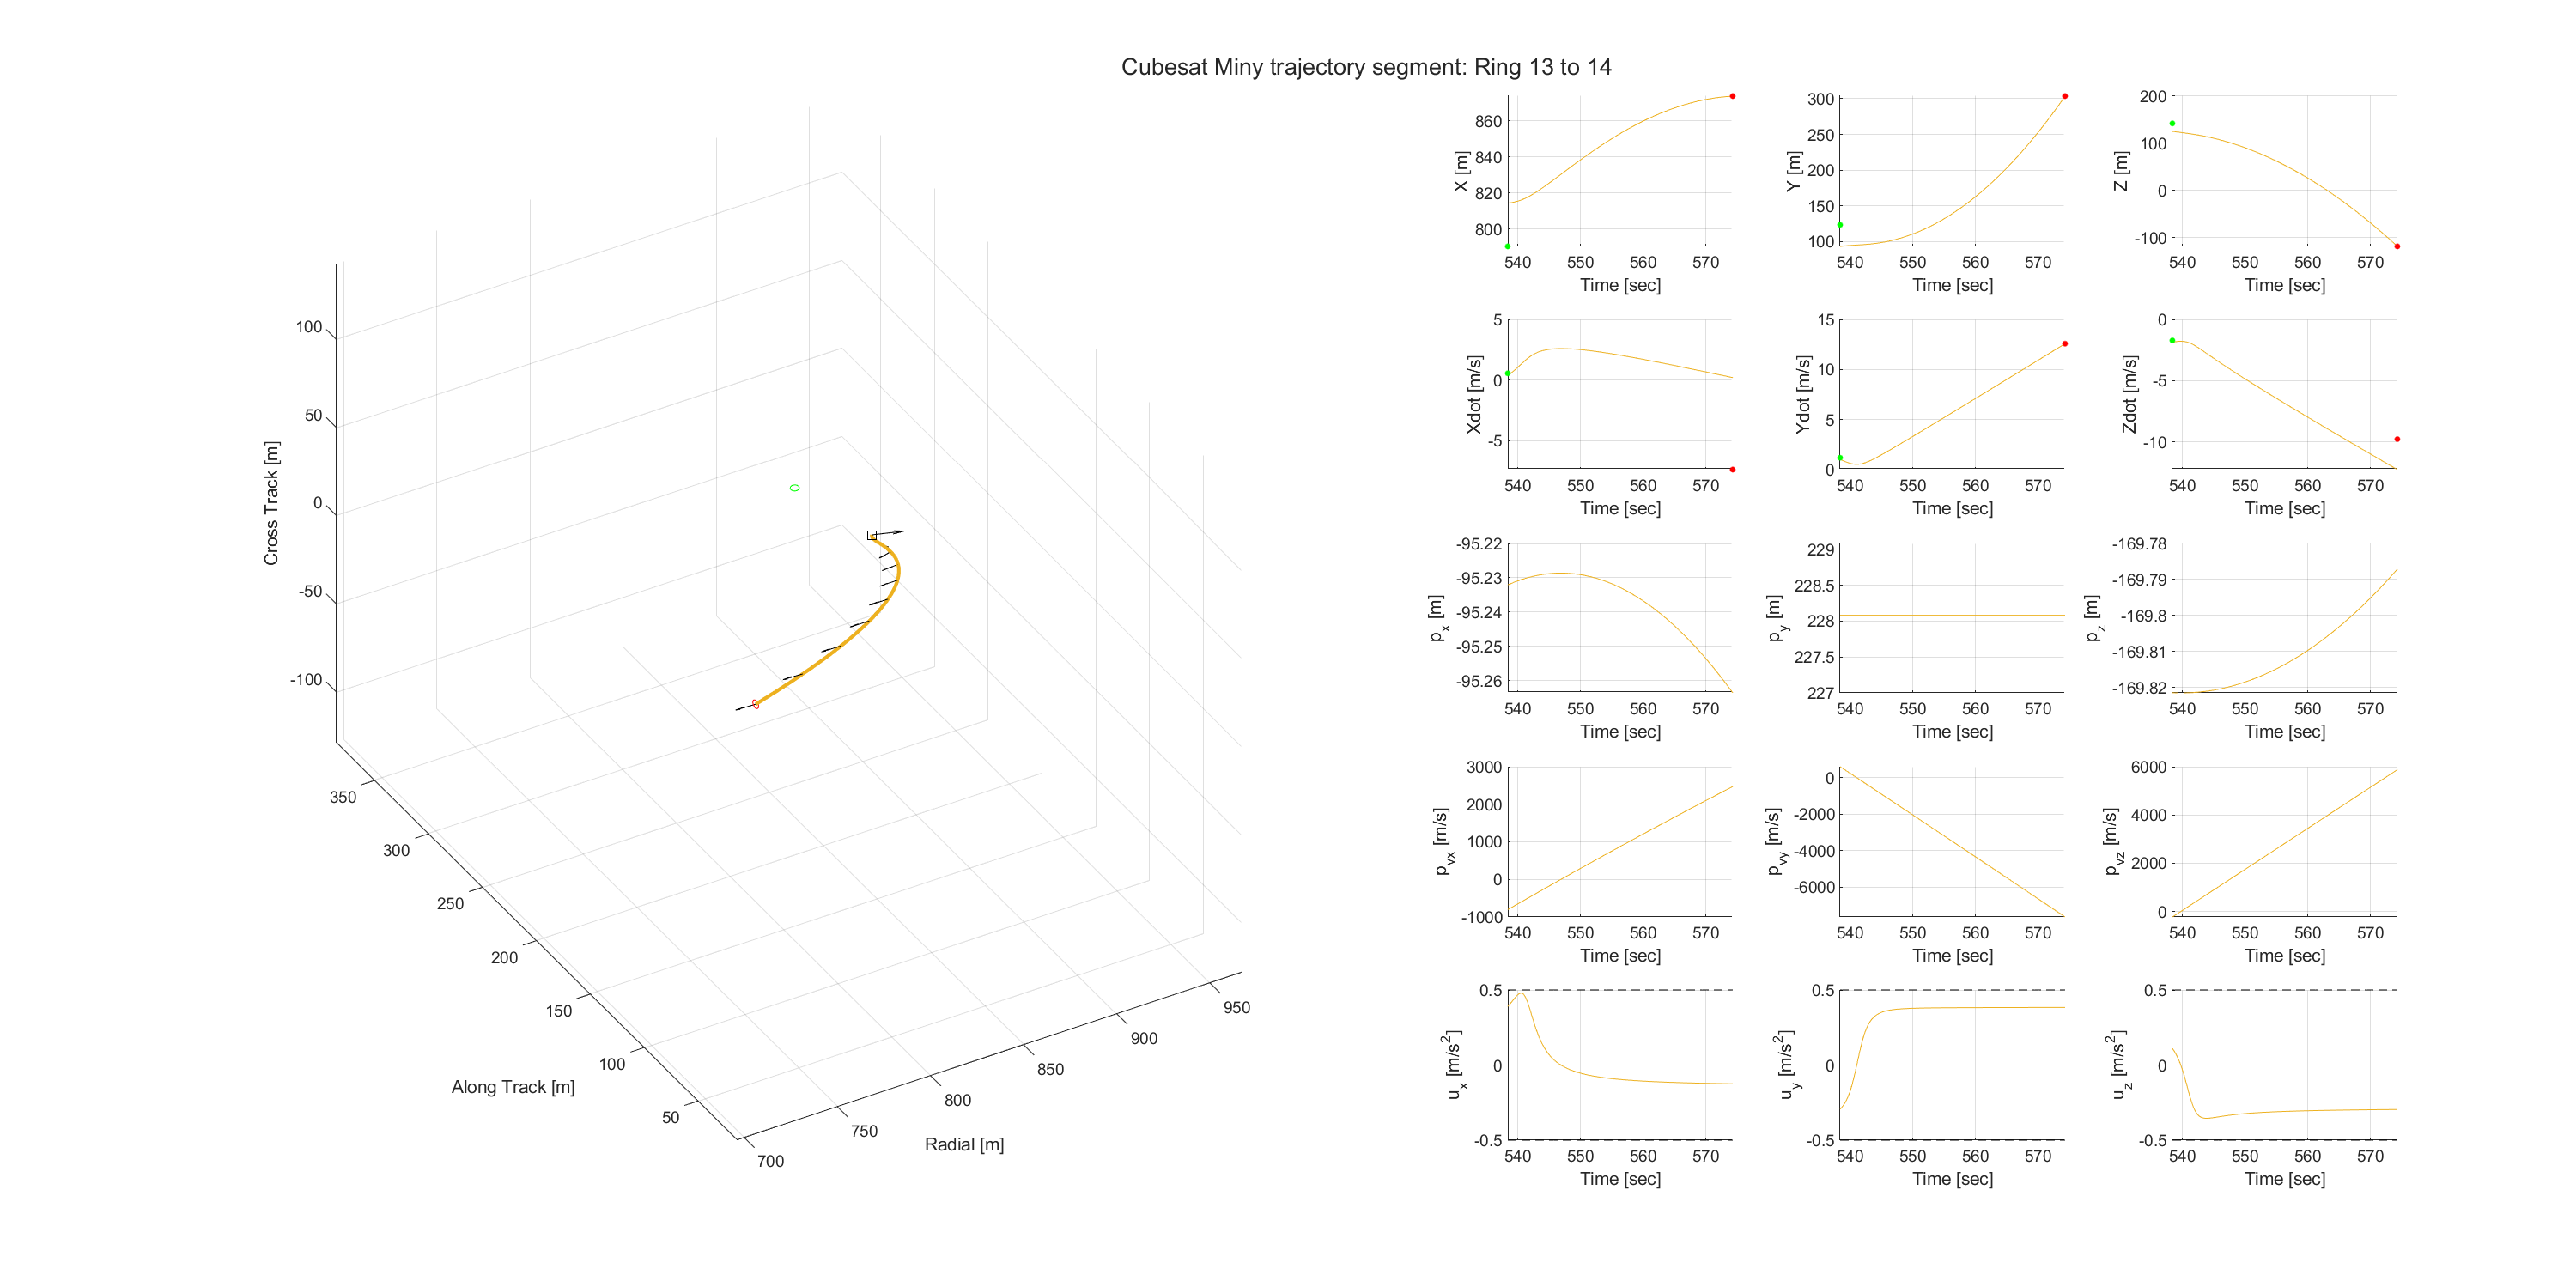 Cubesat Miny trajectory segment: Ring 13 to 14
100
50
0
-50
-100
Cross Track [m]
350
300
250
200
150
100
50
Along Track [m]
700
750
800
850
900
950
Radial [m]
860
840
820
800
X [m]
540 550 560 570
Time [sec]
300
250
200
150
100
Y [m]
540 550 560 570
Time [sec]
200
100
0
-100
Z [m]
540 550 560 570
Time [sec]
5
0
-5
Xdot [m/s]
540 550 560 570
Time [sec]
15
10
5
0
Ydot [m/s]
540 550 560 570
Time [sec]
0
-5
-10
Zdot [m/s]
540 550 560 570
Time [sec]
-95.22
-95.23
-95.24
-95.25
-95.26
p_x [m]
540 550 560 570
Time [sec]
229
228.5
228
227.5
227
p_y [m]
540 550 560 570
Time [sec]
-169.78
-169.79
-169.8
-169.81
-169.82
p_z [m]
540 550 560 570
Time [sec]
3000
2000
1000
0
-1000
p_vx [m/s]
540 550 560 570
Time [sec]
0
-2000
-4000
-6000
p_vy [m/s]
540 550 560 570
Time [sec]
6000
4000
2000
0
p_vz [m/s]
540 550 560 570
Time [sec]
0.5
0
-0.5
u_x [m/s²]
540 550 560 570
Time [sec]
0.5
0
-0.5
u_y [m/s²]
540 550 560 570
Time [sec]
0.5
0
-0.5
u_z [m/s²]
540 550 560 570
Time [sec]